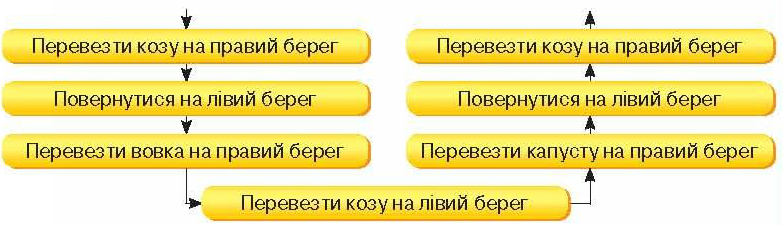 Перевезти козу на правий берег
Повернутися на лівий берег
Перевезти вовка на правий берег
Перевезти козу на лівий берег
Перевезти капусту на правий берег
Повернутися на лівий берег
Перевезти козу на правий берег